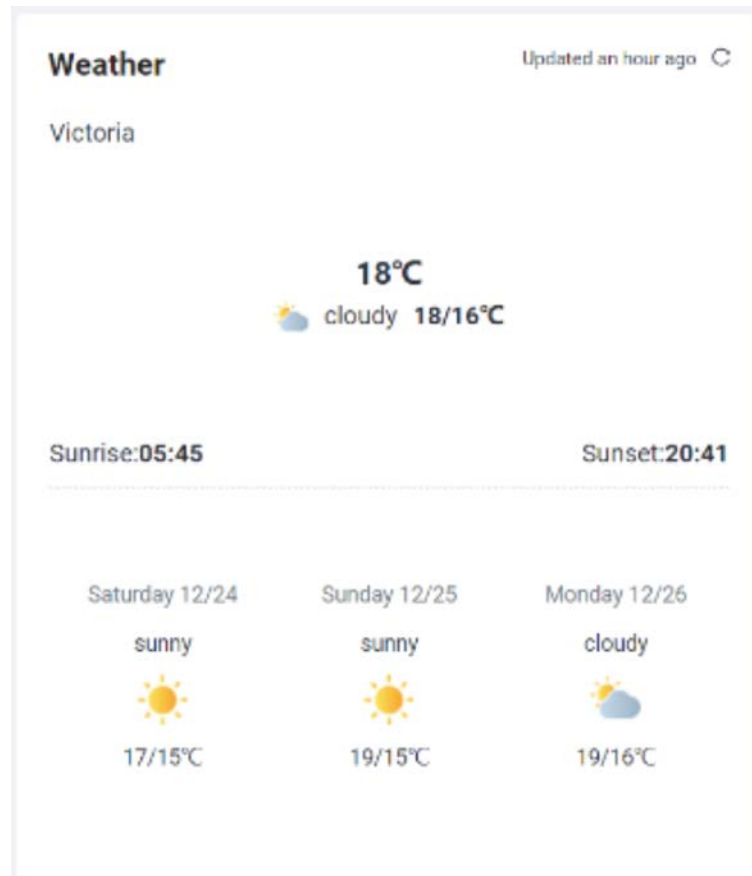 Weather
Updated an hour ago
Victoria
18℃
cloudy 18/16℃
Sunrise:05:45
Sunset:20:41
Saturday 12/24
Sunday 12/25
Monday 12/26
sunny
sunny
cloudy
17/15℃
19/15℃
19/16℃